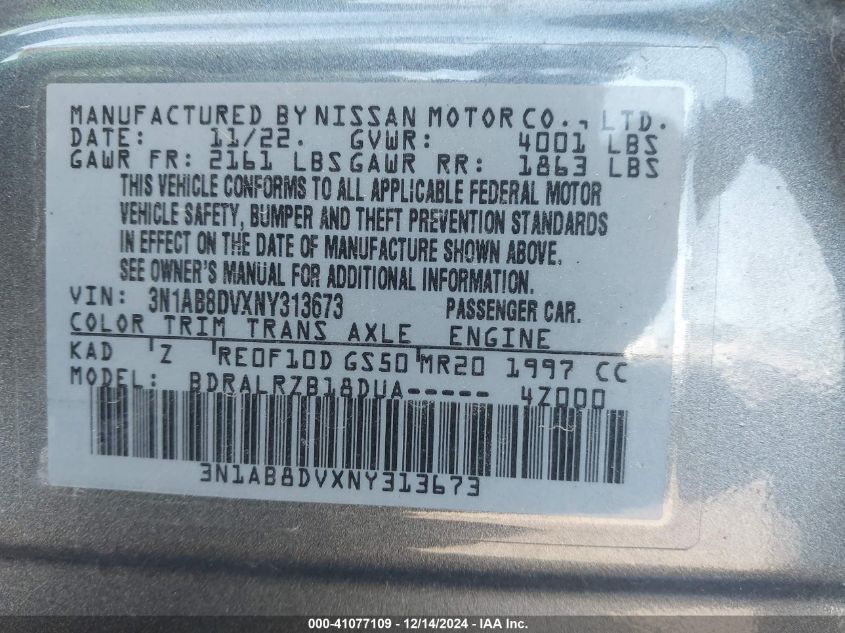 MANUFACTURED BY NISSAN MOTOR CO., LTD.
DATE: 11/22. GVWR: 4001 LBS
GAWR FR: 2161 LBS GAWR RR: 1863 LBS
THIS VEHICLE CONFORMS TO ALL APPLICABLE FEDERAL MOTOR
VEHICLE SAFETY, BUMPER AND THEFT PREVENTION STANDARDS
IN EFFECT ON THE DATE OF MANUFACTURE SHOWN ABOVE.
SEE OWNER'S MANUAL FOR ADDITIONAL INFORMATION.
VIN: 3N1AB8DVXNY313673 PASSENGER CAR.
COLOR TRIM TRANS AXLE ENGINE
KAD Z RE0F10D GS50 MR20 1997 CC
MODEL: BDRALRZB18DUA----- 4Z000
3N1AB8DVXNY313673
000-41077109 - 12/14/2024 - IAA Inc.